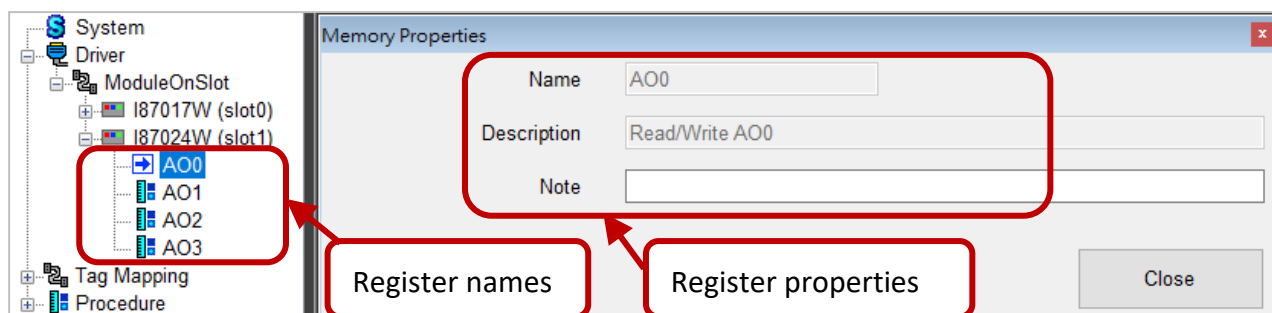 System
Driver
ModuleOnSlot
I87017W (slot0)
I87024W (slot1)
AO0
AO1
AO2
AO3
Tag Mapping
Procedure
Memory Properties
x
Name AO0
Description Read/Write AO0
Note
Close
Register names
Register properties